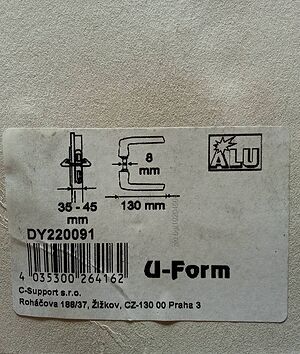 8
mm
ALU
35 - 45
mm
130 mm
DY220091
4 035300 264162
U-Form
C-Support s.r.o.
Roháčova 188/37, Žižkov, CZ-130 00 Praha 3